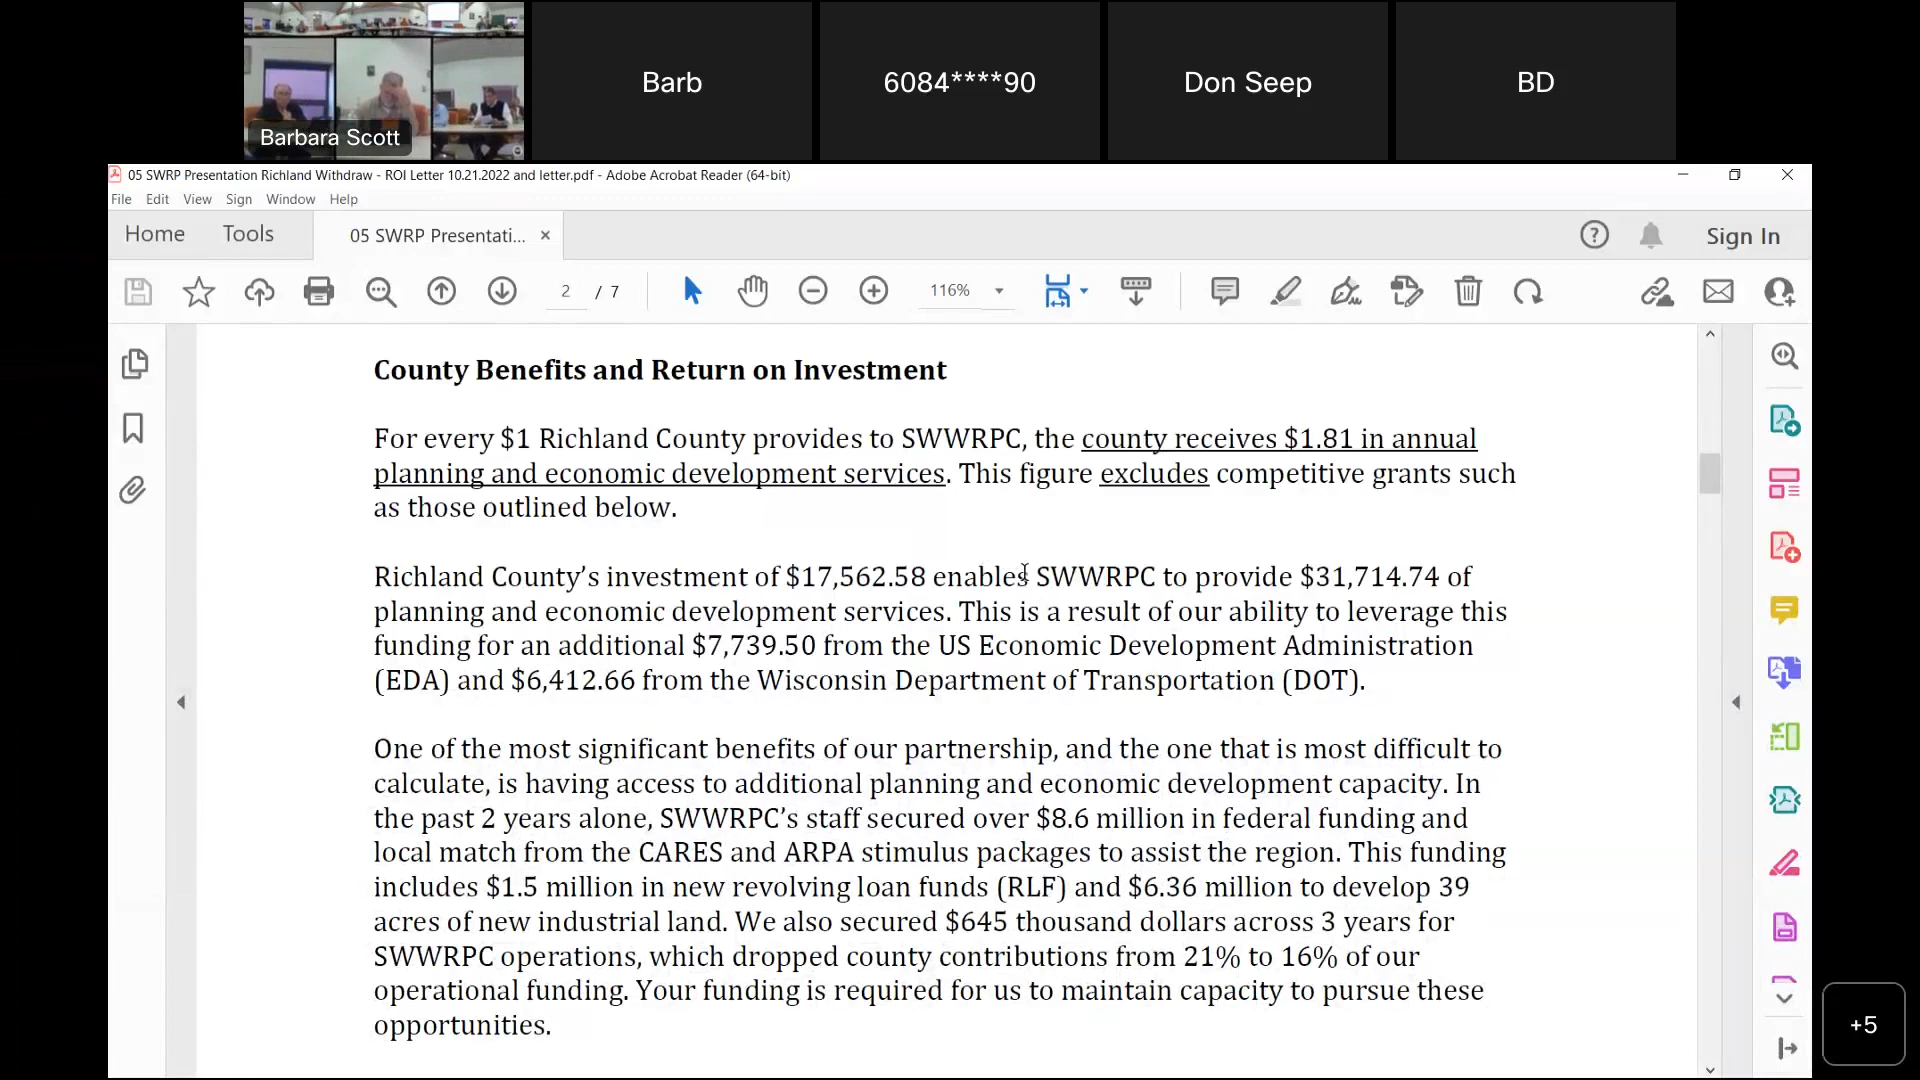 Barbara Scott
Barb
6084****90
Don Seep
BD
05 SWRP Presentation Richland Withdraw - ROI Letter 10.21.2022 and letter.pdf - Adobe Acrobat Reader (64-bit)
File Edit View Sign Window Help
Home Tools 05 SWRP Presentati... × Sign In
2 / 7 116%
County Benefits and Return on Investment
For every $1 Richland County provides to SWWRPC, the county receives $1.81 in annual
planning and economic development services. This figure excludes competitive grants such
as those outlined below.
Richland County’s investment of $17,562.58 enables SWWRPC to provide $31,714.74 of
planning and economic development services. This is a result of our ability to leverage this
funding for an additional $7,739.50 from the US Economic Development Administration
(EDA) and $6,412.66 from the Wisconsin Department of Transportation (DOT).
One of the most significant benefits of our partnership, and the one that is most difficult to
calculate, is having access to additional planning and economic development capacity. In
the past 2 years alone, SWWRPC’s staff secured over $8.6 million in federal funding and
local match from the CARES and ARPA stimulus packages to assist the region. This funding
includes $1.5 million in new revolving loan funds (RLF) and $6.36 million to develop 39
acres of new industrial land. We also secured $645 thousand dollars across 3 years for
SWWRPC operations, which dropped county contributions from 21% to 16% of our
operational funding. Your funding is required for us to maintain capacity to pursue these
opportunities.
+5